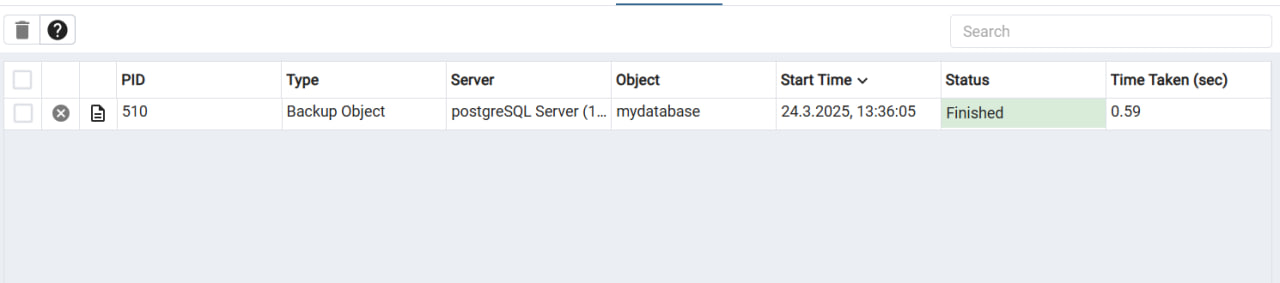 Search
PID Type Server Object Start Time Status Time Taken (sec)
510 Backup Object postgreSQL Server (1... mydatabase 24.3.2025, 13:36:05 Finished 0.59